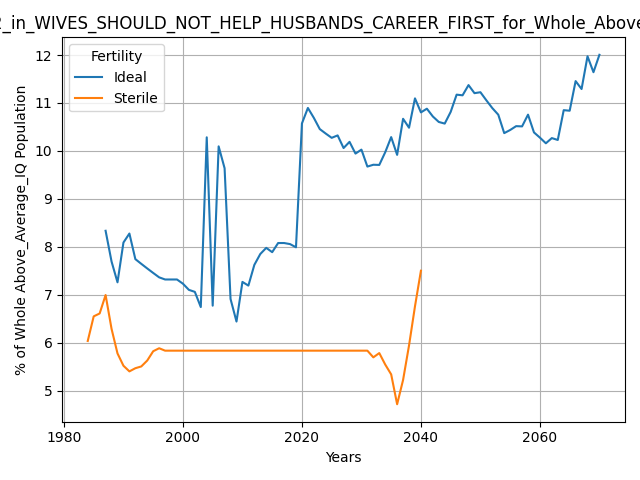 _in_WIVES_SHOULD_NOT_HELP_HUSBANDS_CAREER_FIRST_for_Whole_Above
Fertility
Ideal
Sterile
% of Whole Above_Average_IQ Population
12
11
10
9
8
7
6
5
1980
2000
2020
2040
2060
Years